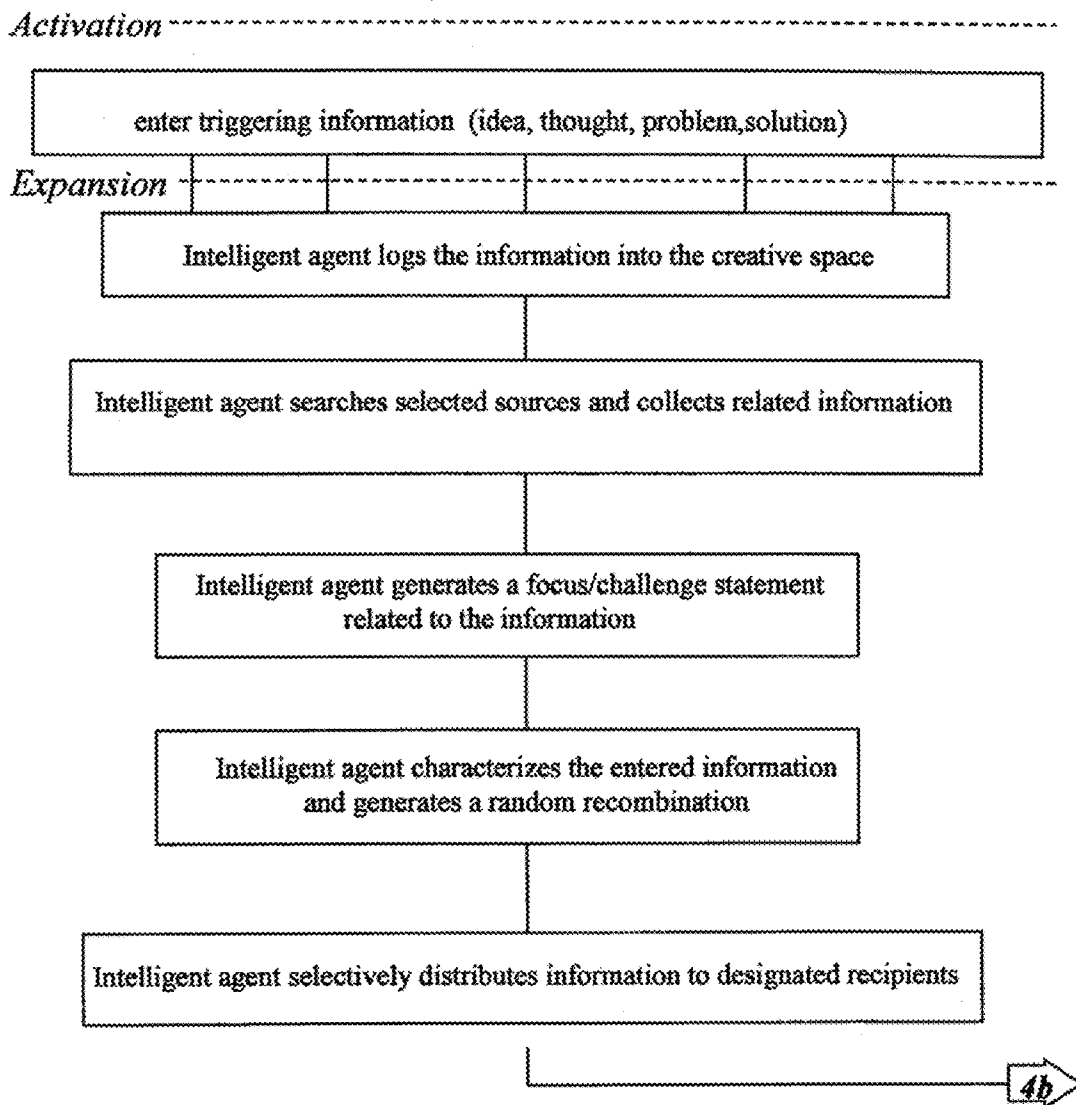 Activation
enter triggering information (idea, thought, problem,solution)
Expansion
Intelligent agent logs the information into the creative space
Intelligent agent searches selected sources and collects related information
Intelligent agent generates a focus/challenge statement
related to the information
Intelligent agent characterizes the entered information
and generates a random recombination
Intelligent agent selectively distributes information to designated recipients
4b